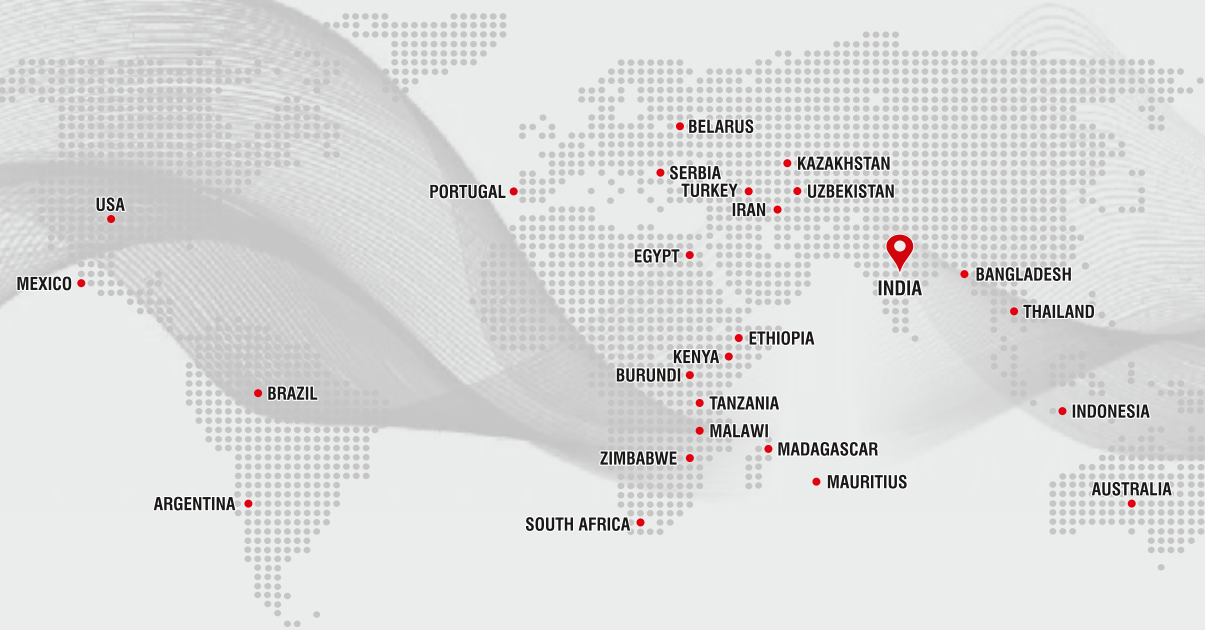 BELARUS
KAZAKHSTAN
SERBIA
PORTUGAL
TURKEY
UZBEKISTAN
USA
IRAN
EGYPT
BANGLADESH
MEXICO
INDIA
THAILAND
ETHIOPIA
KENYA
BURUNDI
BRAZIL
TANZANIA
INDONESIA
MALAWI
MADAGASCAR
ZIMBABWE
MAURITIUS
AUSTRALIA
ARGENTINA
SOUTH AFRICA